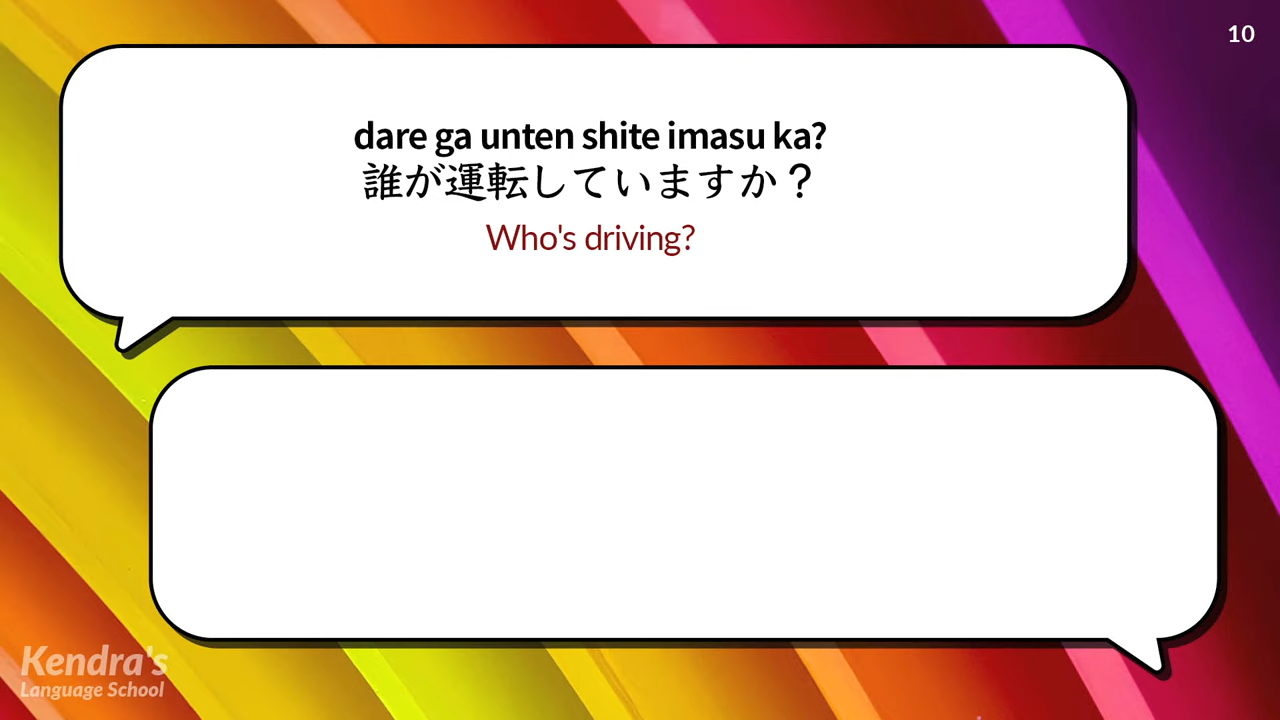 10
dare ga unten shite imasu ka?
誰が運転していますか？
Who's driving?
Kendra's
Language School